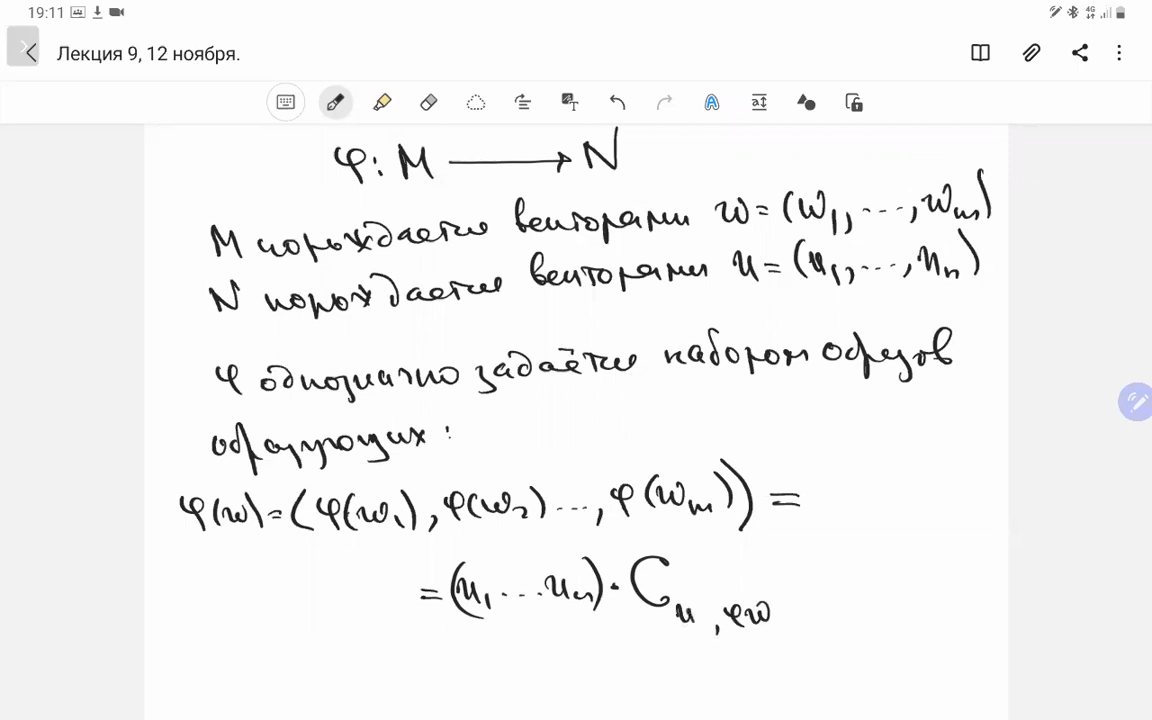 19:11
4G
Лекция 9, 12 ноября.
φ: M ⟶ N
M порождается векторами w = (w₁, ..., wₘ)
N порождается векторами u = (u₁, ..., uₙ)
φ однозначно задаётся набором образов
образующих:
φ(w) = (φ(w₁), φ(w₂) ..., φ(wₘ)) =
= (u₁ ... uₙ) · C_{u, φw}